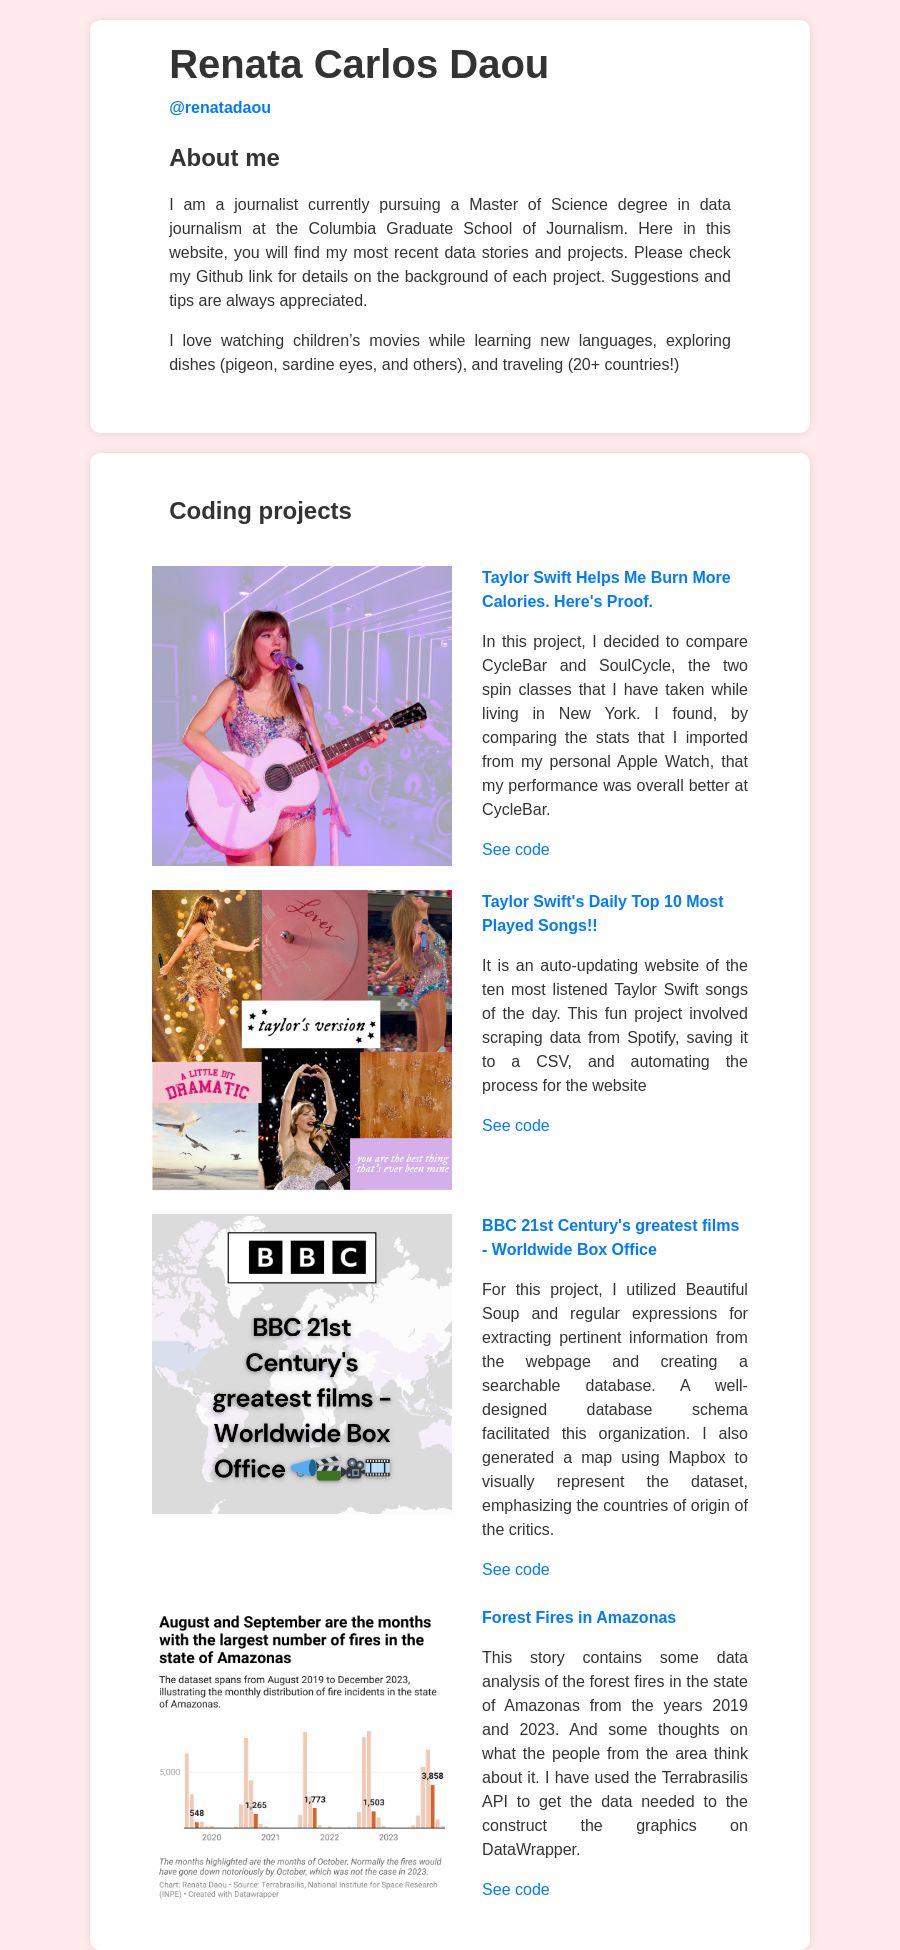 Renata Carlos Daou
@renatadaou
About me
I am a journalist currently pursuing a Master of Science degree in data
journalism at the Columbia Graduate School of Journalism. Here in this
website, you will find my most recent data stories and projects. Please check
my Github link for details on the background of each project. Suggestions and
tips are always appreciated.
I love watching children’s movies while learning new languages, exploring
dishes (pigeon, sardine eyes, and others), and traveling (20+ countries!)
Coding projects
Taylor Swift Helps Me Burn More
Calories. Here's Proof.
In this project, I decided to compare
CycleBar and SoulCycle, the two
spin classes that I have taken while
living in New York. I found, by
comparing the stats that I imported
from my personal Apple Watch, that
my performance was overall better at
CycleBar.
See code
Lover
taylor's version
A LITTLE BIT
DRAMATIC
you are the best thing
that's ever been mine
Taylor Swift's Daily Top 10 Most
Played Songs!!
It is an auto-updating website of the
ten most listened Taylor Swift songs
of the day. This fun project involved
scraping data from Spotify, saving it
to a CSV, and automating the
process for the website
See code
BBC
BBC 21st
Century's
greatest films -
Worldwide Box
Office
BBC 21st Century's greatest films
- Worldwide Box Office
For this project, I utilized Beautiful
Soup and regular expressions for
extracting pertinent information from
the webpage and creating a
searchable database. A well-
designed database schema
facilitated this organization. I also
generated a map using Mapbox to
visually represent the dataset,
emphasizing the countries of origin of
the critics.
See code
August and September are the months
with the largest number of fires in the
state of Amazonas
The dataset spans from August 2019 to December 2023,
illustrating the monthly distribution of fire incidents in the state
of Amazonas.
5,000
548
1,265
1,773
1,503
3,858
2020
2021
2022
2023
The months highlighted are the months of October. Normally the fires would
have gone down notoriously by October, which was not the case in 2023.
Chart: Renata Daou • Source: Terrabrasilis, National Institute for Space Research
(INPE) • Created with Datawrapper
Forest Fires in Amazonas
This story contains some data
analysis of the forest fires in the state
of Amazonas from the years 2019
and 2023. And some thoughts on
what the people from the area think
about it. I have used the Terrabrasilis
API to get the data needed to the
construct the graphics on
DataWrapper.
See code